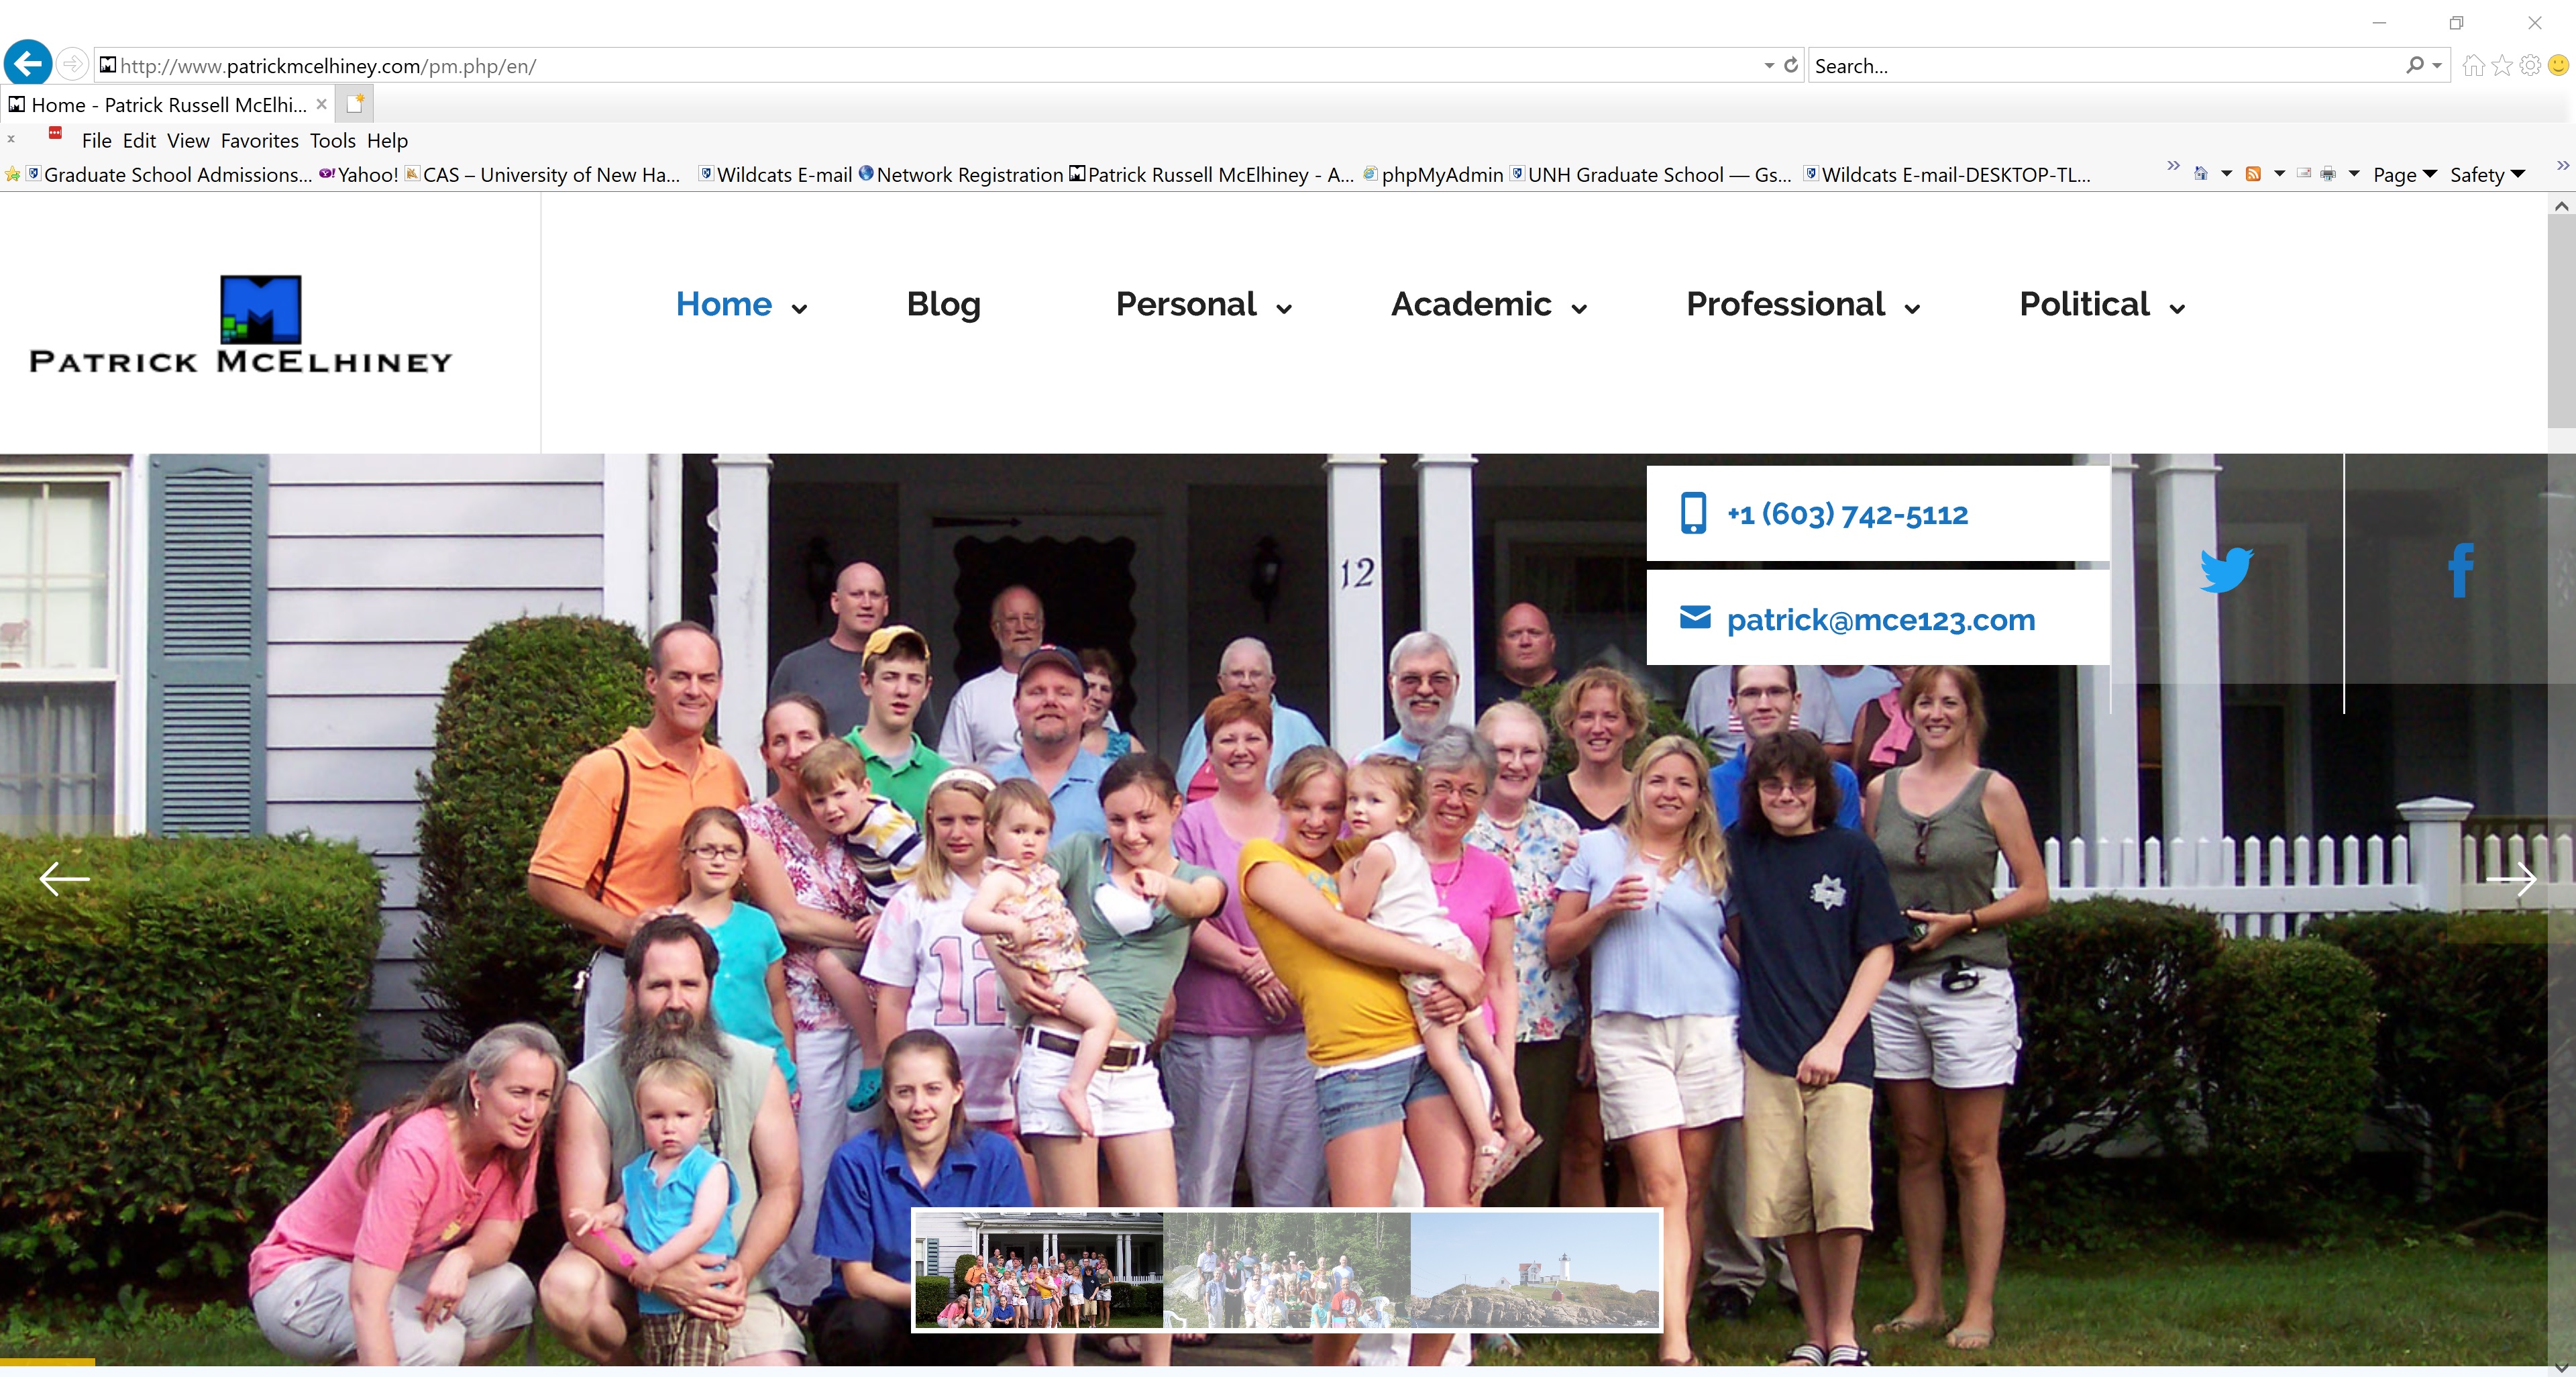 http://www.patrickmcelhiney.com/pm.php/en/
Search...
Home - Patrick Russell McElhi...
File Edit View Favorites Tools Help
Graduate School Admissions... Yahoo! CAS – University of New Ha... Wildcats E-mail Network Registration Patrick Russell McElhiney - A... phpMyAdmin UNH Graduate School — Gs... Wildcats E-mail-DESKTOP-TL... Page Safety
PATRICK MCELHINEY
Home Blog Personal Academic Professional Political
+1 (603) 742-5112
patrick@mce123.com
12
12